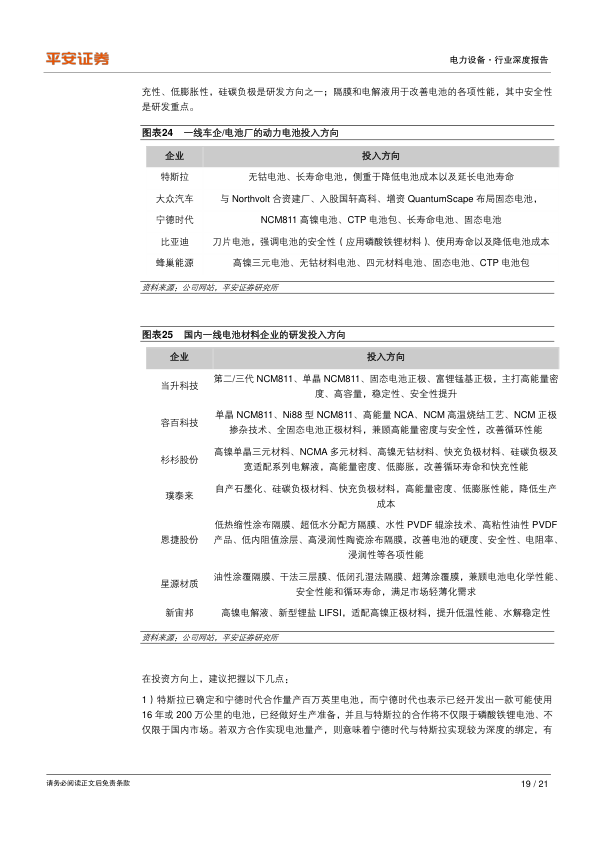 平安证券
电力设备·行业深度报告
充性、低膨胀性，硅碳负极是研发方向之一；隔膜和电解液用于改善电池的各项性能，其中安全性
是研发重点。
图表24 一线车企/电池厂的动力电池投入方向
企业 投入方向
特斯拉 无钴电池、长寿命电池，侧重于降低电池成本以及延长电池寿命
大众汽车 与 Northvolt 合资建厂、入股国轩高科、增资 QuantumScape 布局固态电池，
宁德时代 NCM811 高镍电池、CTP 电池包、长寿命电池、固态电池
比亚迪 刀片电池，强调电池的安全性（应用磷酸铁锂材料）、使用寿命以及降低电池成本
蜂巢能源 高镍三元电池、无钴材料电池、四元材料电池、固态电池、CTP 电池包
资料来源：公司网站，平安证券研究所
图表25 国内一线电池材料企业的研发投入方向
企业 投入方向
当升科技 第二/三代 NCM811、单晶 NCM811、固态电池正极、富锂锰基正极，主打高能量密
度、高容量，稳定性、安全性提升
容百科技 单晶 NCM811、Ni88 型 NCM811、高能量 NCA、NCM 高温烧结工艺、NCM 正极
掺杂技术、全固态电池正极材料，兼顾高能量密度与安全性，改善循环性能
杉杉股份 高镍单晶三元材料、NCMA 多元材料、高镍无钴材料、快充负极材料、硅碳负极及
宽适配系列电解液，高能量密度、低膨胀，改善循环寿命和快充性能
璞泰来 自产石墨化、硅碳负极材料、快充负极材料，高能量密度、低膨胀性能，降低生产
成本
恩捷股份 低热缩性涂布隔膜、超低水分配方隔膜、水性 PVDF 辊涂技术、高粘性油性 PVDF
产品、低内阻值涂层、高浸润性陶瓷涂布隔膜，改善电池的硬度、安全性、电阻率、
浸润性等各项性能
星源材质 油性涂覆隔膜、干法三层膜、低闭孔湿法隔膜、超薄涂覆膜，兼顾电池电化学性能、
安全性能和循环寿命，满足市场轻薄化需求
新宙邦 高镍电解液、新型锂盐 LIFSI，适配高镍正极材料，提升低温性能、水解稳定性
资料来源：公司网站，平安证券研究所
在投资方向上，建议把握以下几点：
1）特斯拉已确定和宁德时代合作量产百万英里电池，而宁德时代也表示已经开发出一款可能使用
16 年或 200 万公里的电池，已经做好生产准备，并且与特斯拉的合作将不仅限于磷酸铁锂电池、不
仅限于国内市场。若双方合作实现电池量产，则意味着宁德时代与特斯拉实现较为深度的绑定，有
请务必阅读正文后免责条款
19 / 21